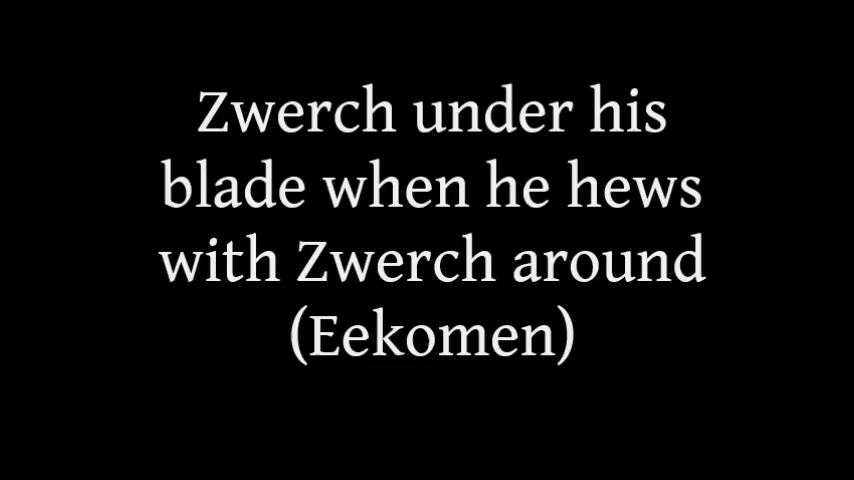 Zwerch under his
blade when he hews
with Zwerch around
(Eekomen)